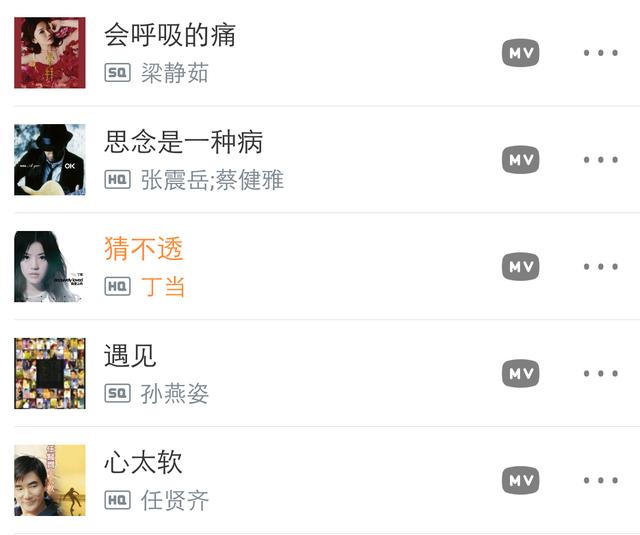 会呼吸的痛
MV
SQ 梁静茹
思念是一种病
MV
OK
HQ 张震岳;蔡健雅
猜不透
MV
HQ 丁当
遇见
MV
SQ 孙燕姿
心太软
MV
HQ 任贤齐